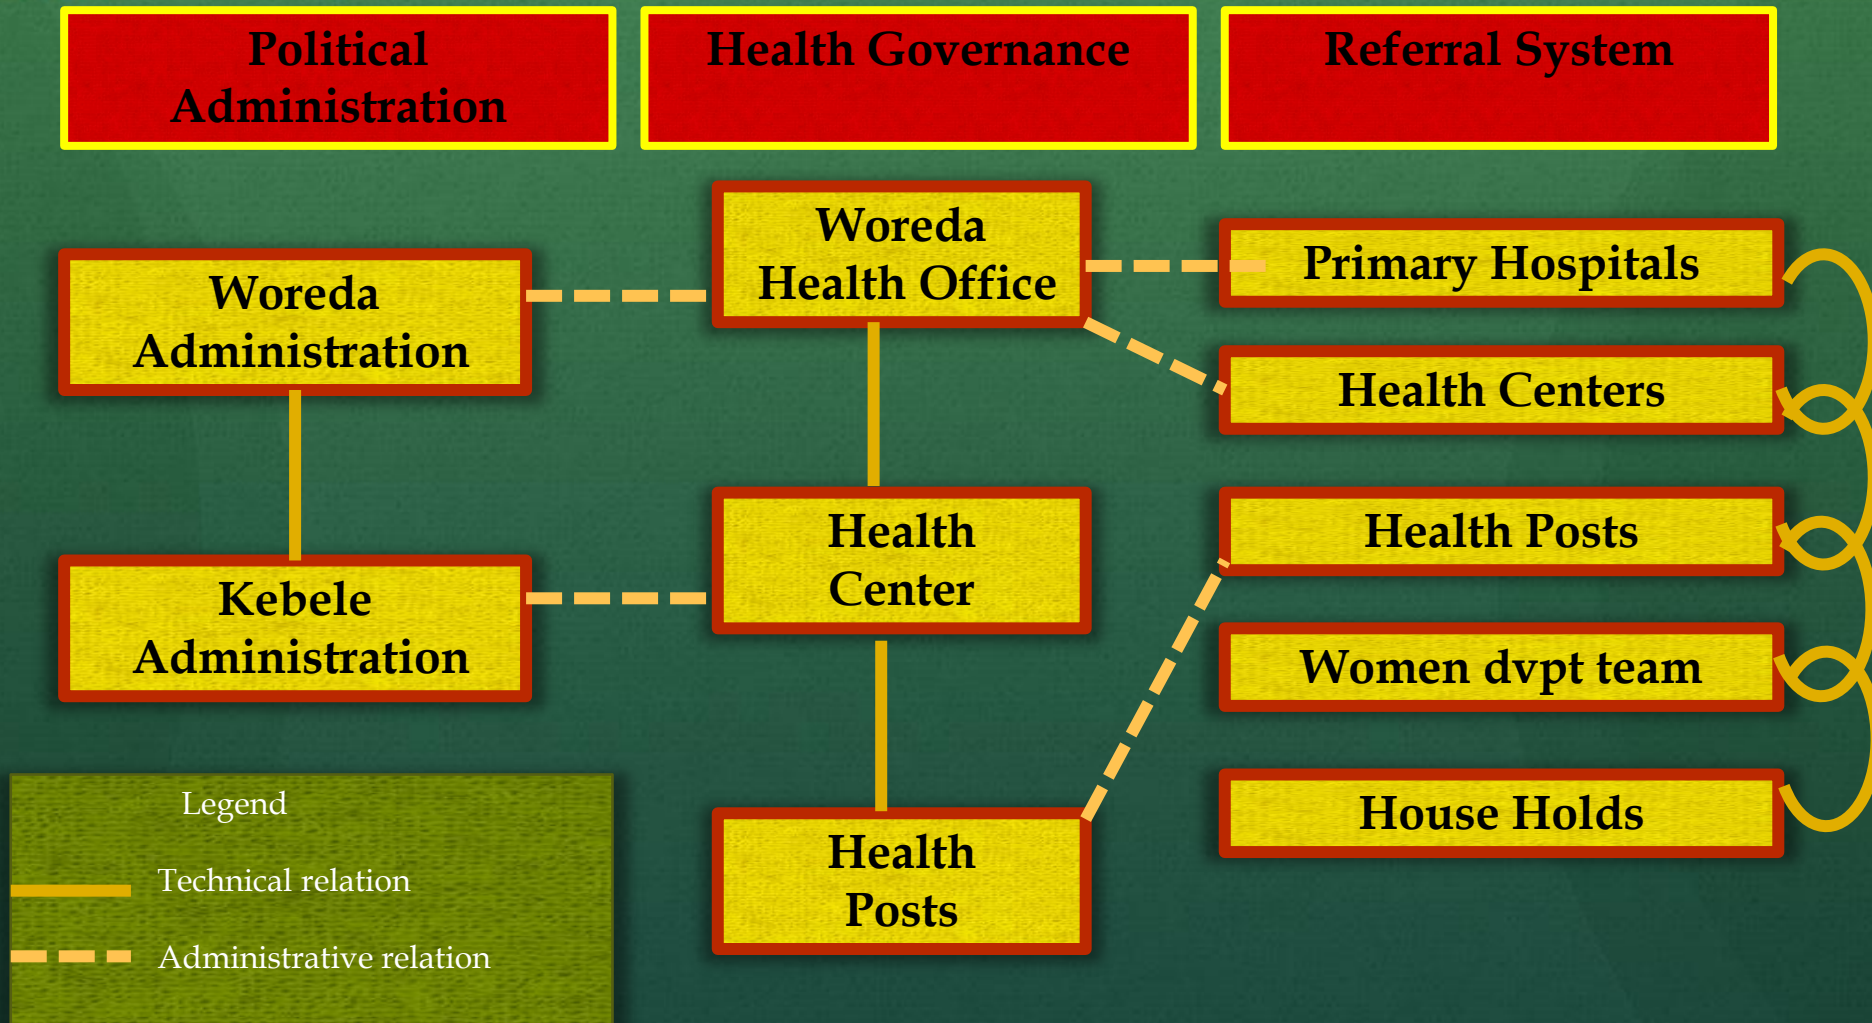 Political
Administration
Health Governance
Referral System
Woreda
Administration
Kebele
Administration
Woreda
Health Office
Health
Center
Health
Posts
Primary Hospitals
Health Centers
Health Posts
Women dvpt team
House Holds
Legend
Technical relation
Administrative relation